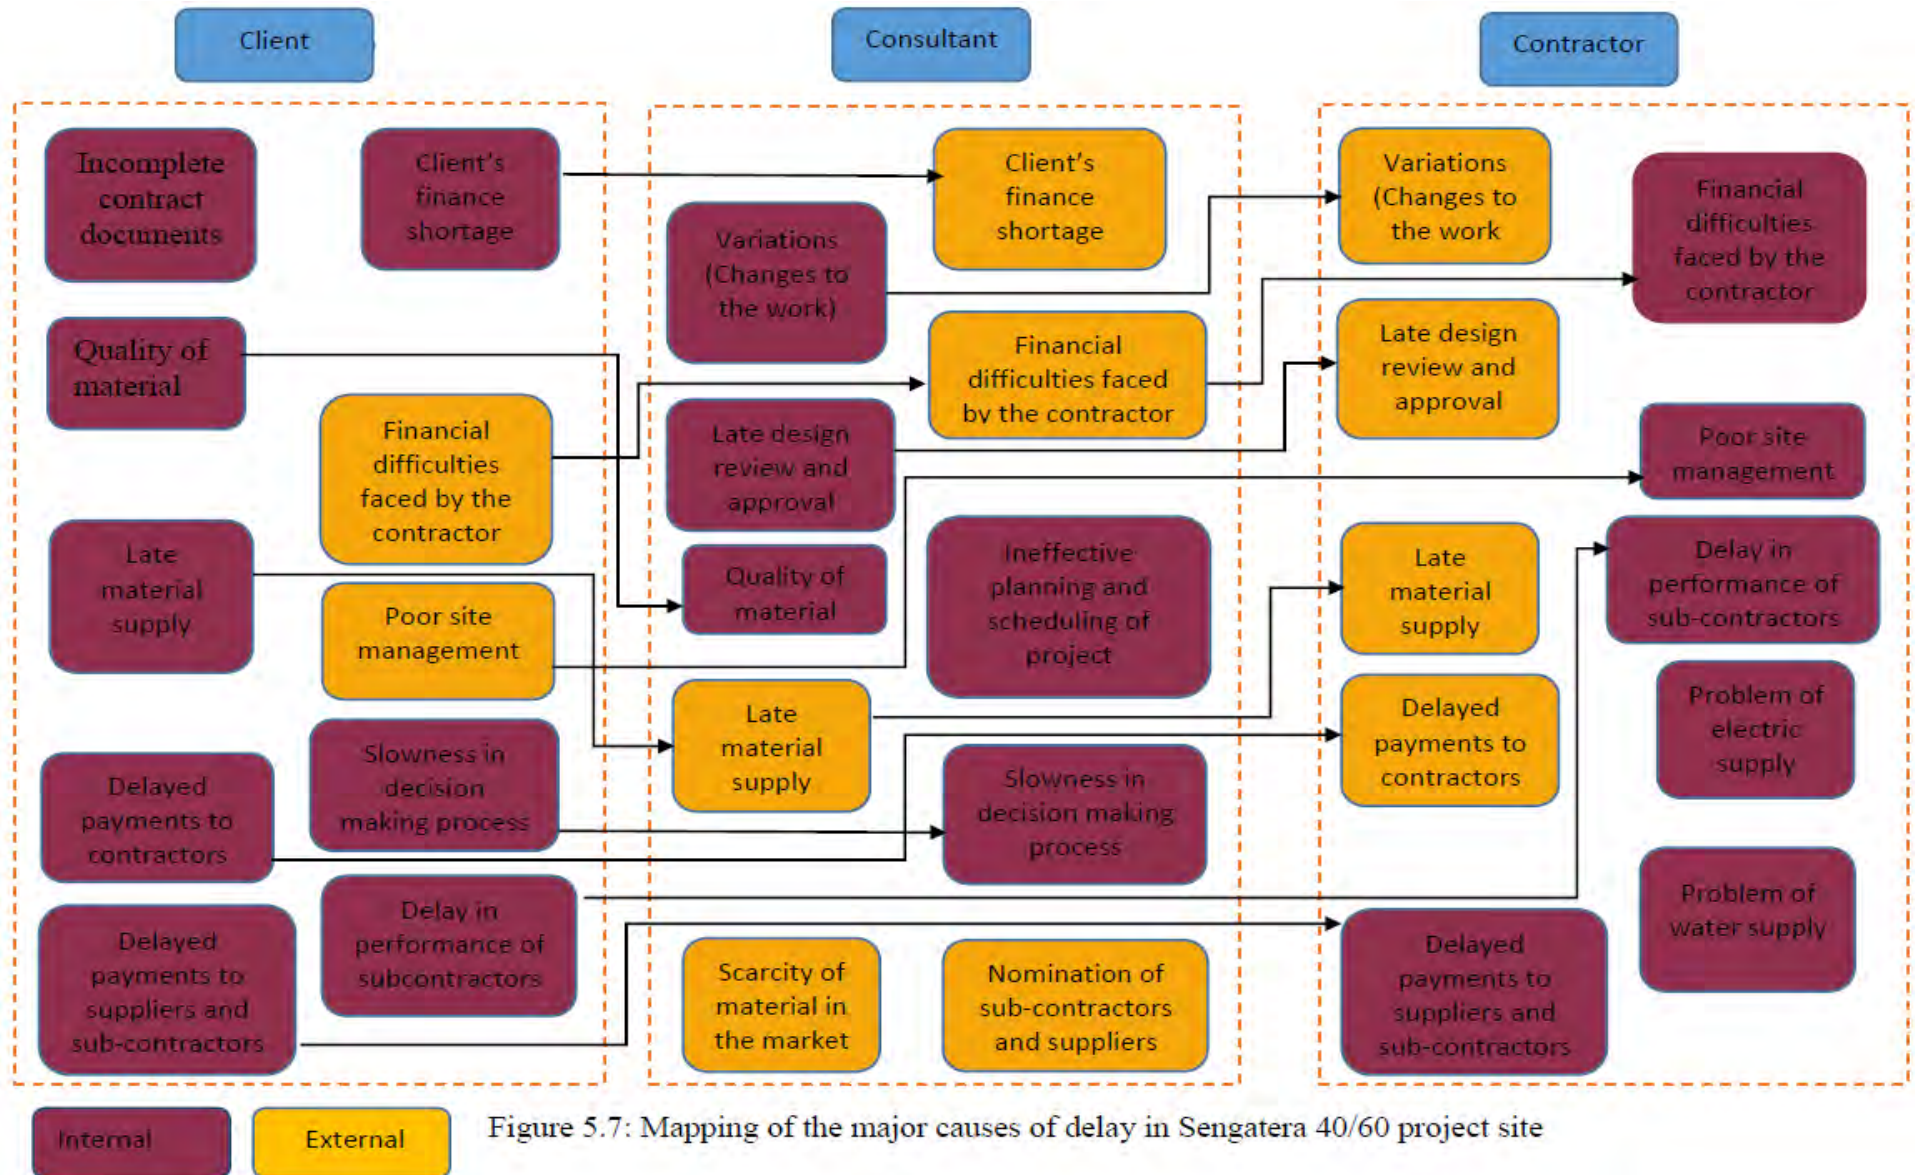 Client
Consultant
Contractor
Incomplete
contract
documents
Client's
finance
shortage
Quality of
material
Financial
difficulties
faced by the
contractor
Late
material
supply
Poor site
management
Slowness in
decision
making process
Delayed
payments to
contractors
Delay in
performance of
subcontractors
Delayed
payments to
suppliers and
sub-contractors
Client's
finance
shortage
Variations
(Changes to
the work)
Financial
difficulties faced
by the contractor
Late design
review and
approval
Quality of
material
Ineffective
planning and
scheduling of
project
Late
material
supply
Slowness in
decision making
process
Scarcity of
material in
the market
Nomination of
sub-contractors
and suppliers
Variations
(Changes to
the work
Financial
difficulties
faced by the
contractor
Late design
review and
approval
Poor site
management
Late
material
supply
Delay in
performance of
sub-contractors
Delayed
payments to
contractors
Problem of
electric
supply
Problem of
water supply
Delayed
payments to
suppliers and
sub-contractors
Internal
External
Figure 5.7: Mapping of the major causes of delay in Sengatera 40/60 project site